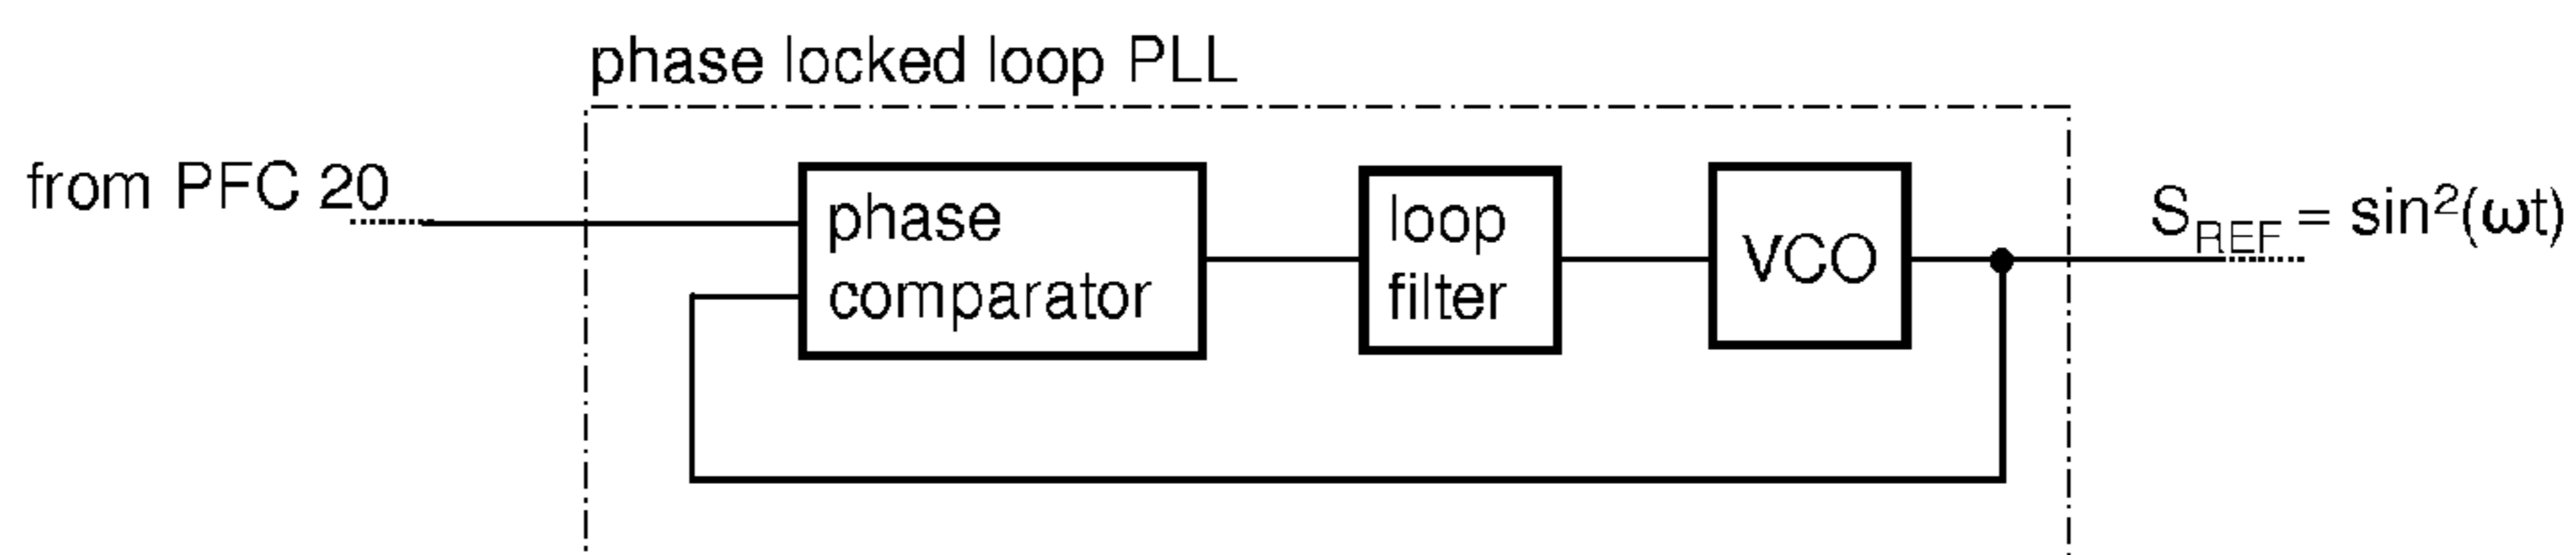 phase locked loop PLL
from PFC 20
phase
comparator
loop
filter
VCO
S_REF = sin²(ωt)